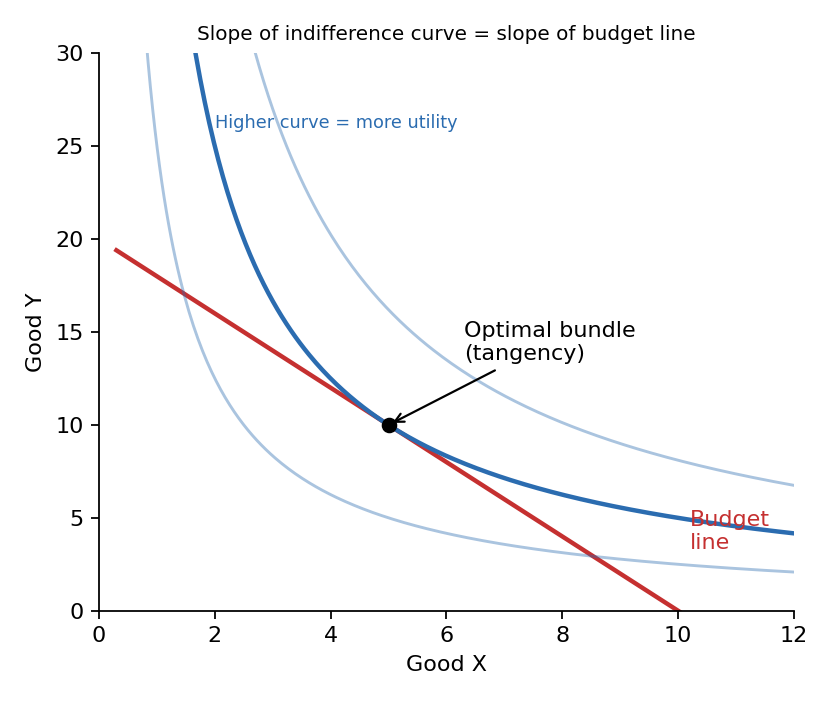 Slope of indifference curve = slope of budget line
30
25
20
15
10
5
0
Good Y
Higher curve = more utility
Optimal bundle
(tangency)
Budget
line
0 2 4 6 8 10 12
Good X